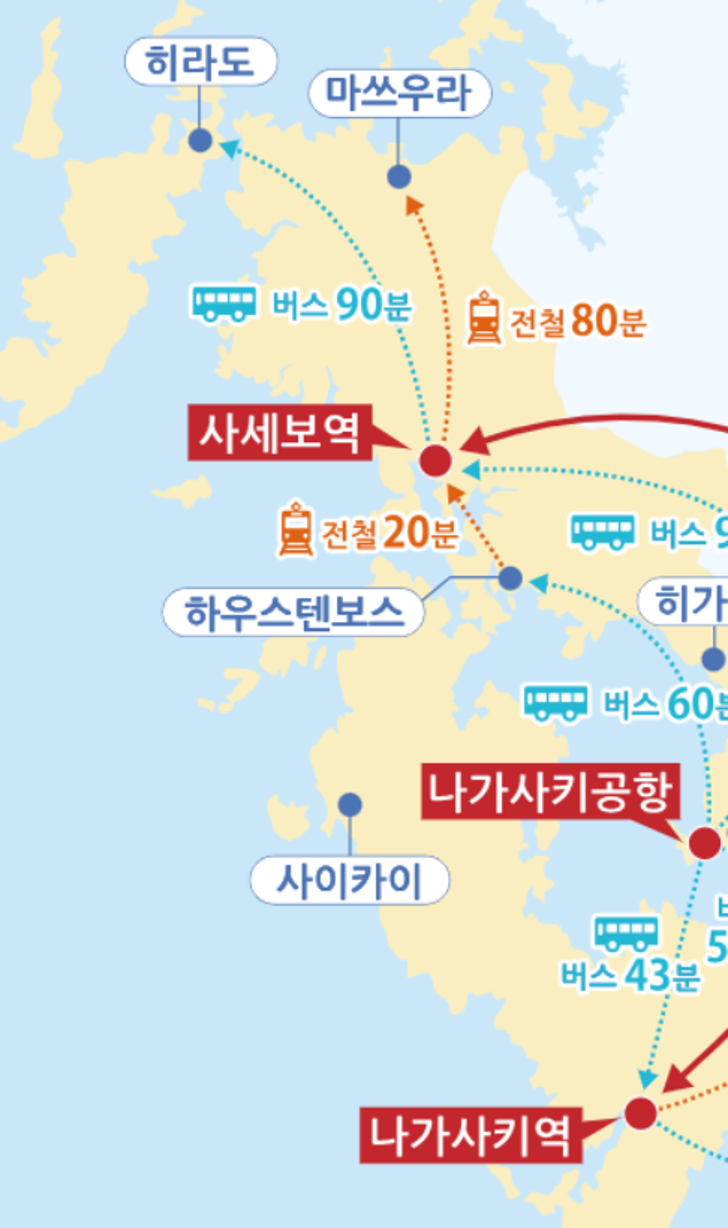 히라도
마쓰우라
버스 90분
전철 80분
사세보역
전철 20분
버스 9
하우스텐보스
히가
버스 60분
나가사키공항
사이카이
5
버스 43분
나가사키역